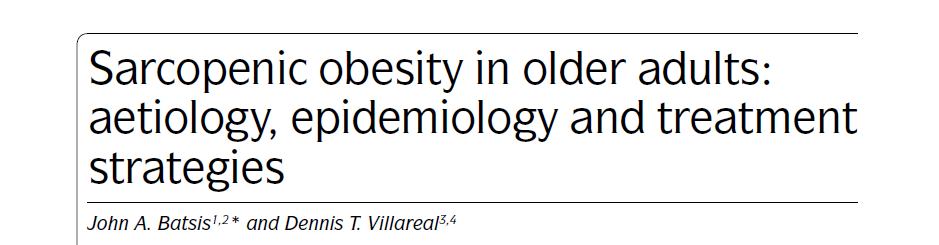 Sarcopenic obesity in older adults:
aetiology, epidemiology and treatment
strategies
John A. Batsis1,2* and Dennis T. Villareal3,4